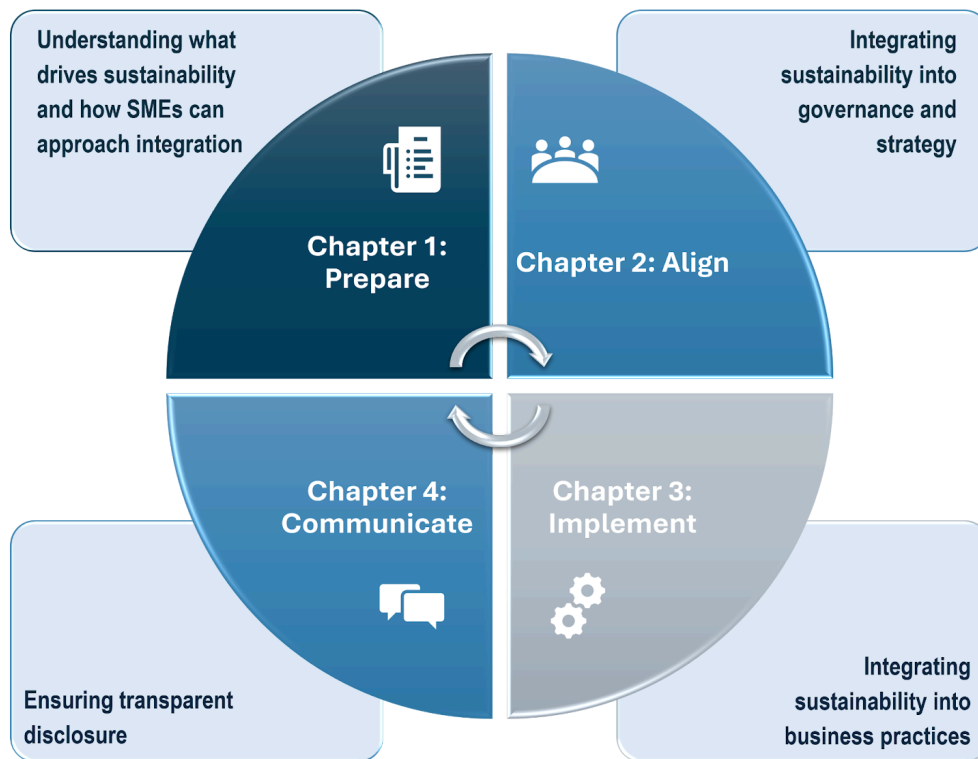 Understanding what
drives sustainability
and how SMEs can
approach integration
Integrating
sustainability into
governance and
strategy
Chapter 1:
Prepare
Chapter 2: Align
Chapter 4:
Communicate
Chapter 3:
Implement
Ensuring transparent
disclosure
Integrating
sustainability into
business practices